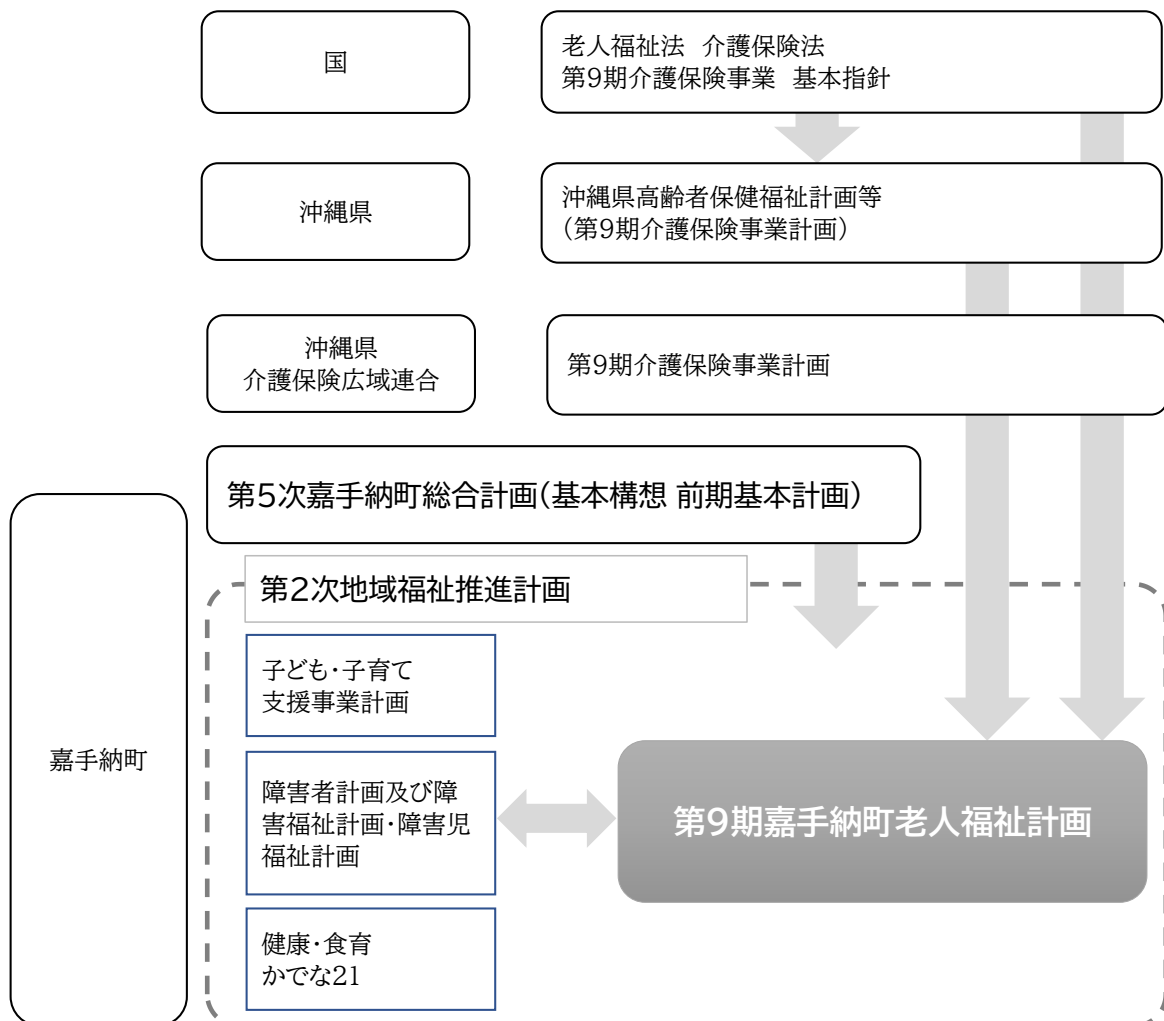 国
老人福祉法　介護保険法
第9期介護保険事業　基本指針
沖縄県
沖縄県高齢者保健福祉計画等
（第9期介護保険事業計画）
沖縄県
介護保険広域連合
第9期介護保険事業計画
第5次嘉手納町総合計画（基本構想 前期基本計画）
嘉手納町
第2次地域福祉推進計画
子ども・子育て
支援事業計画
障害者計画及び障
害福祉計画・障害児
福祉計画
第9期嘉手納町老人福祉計画
健康・食育
かでな21